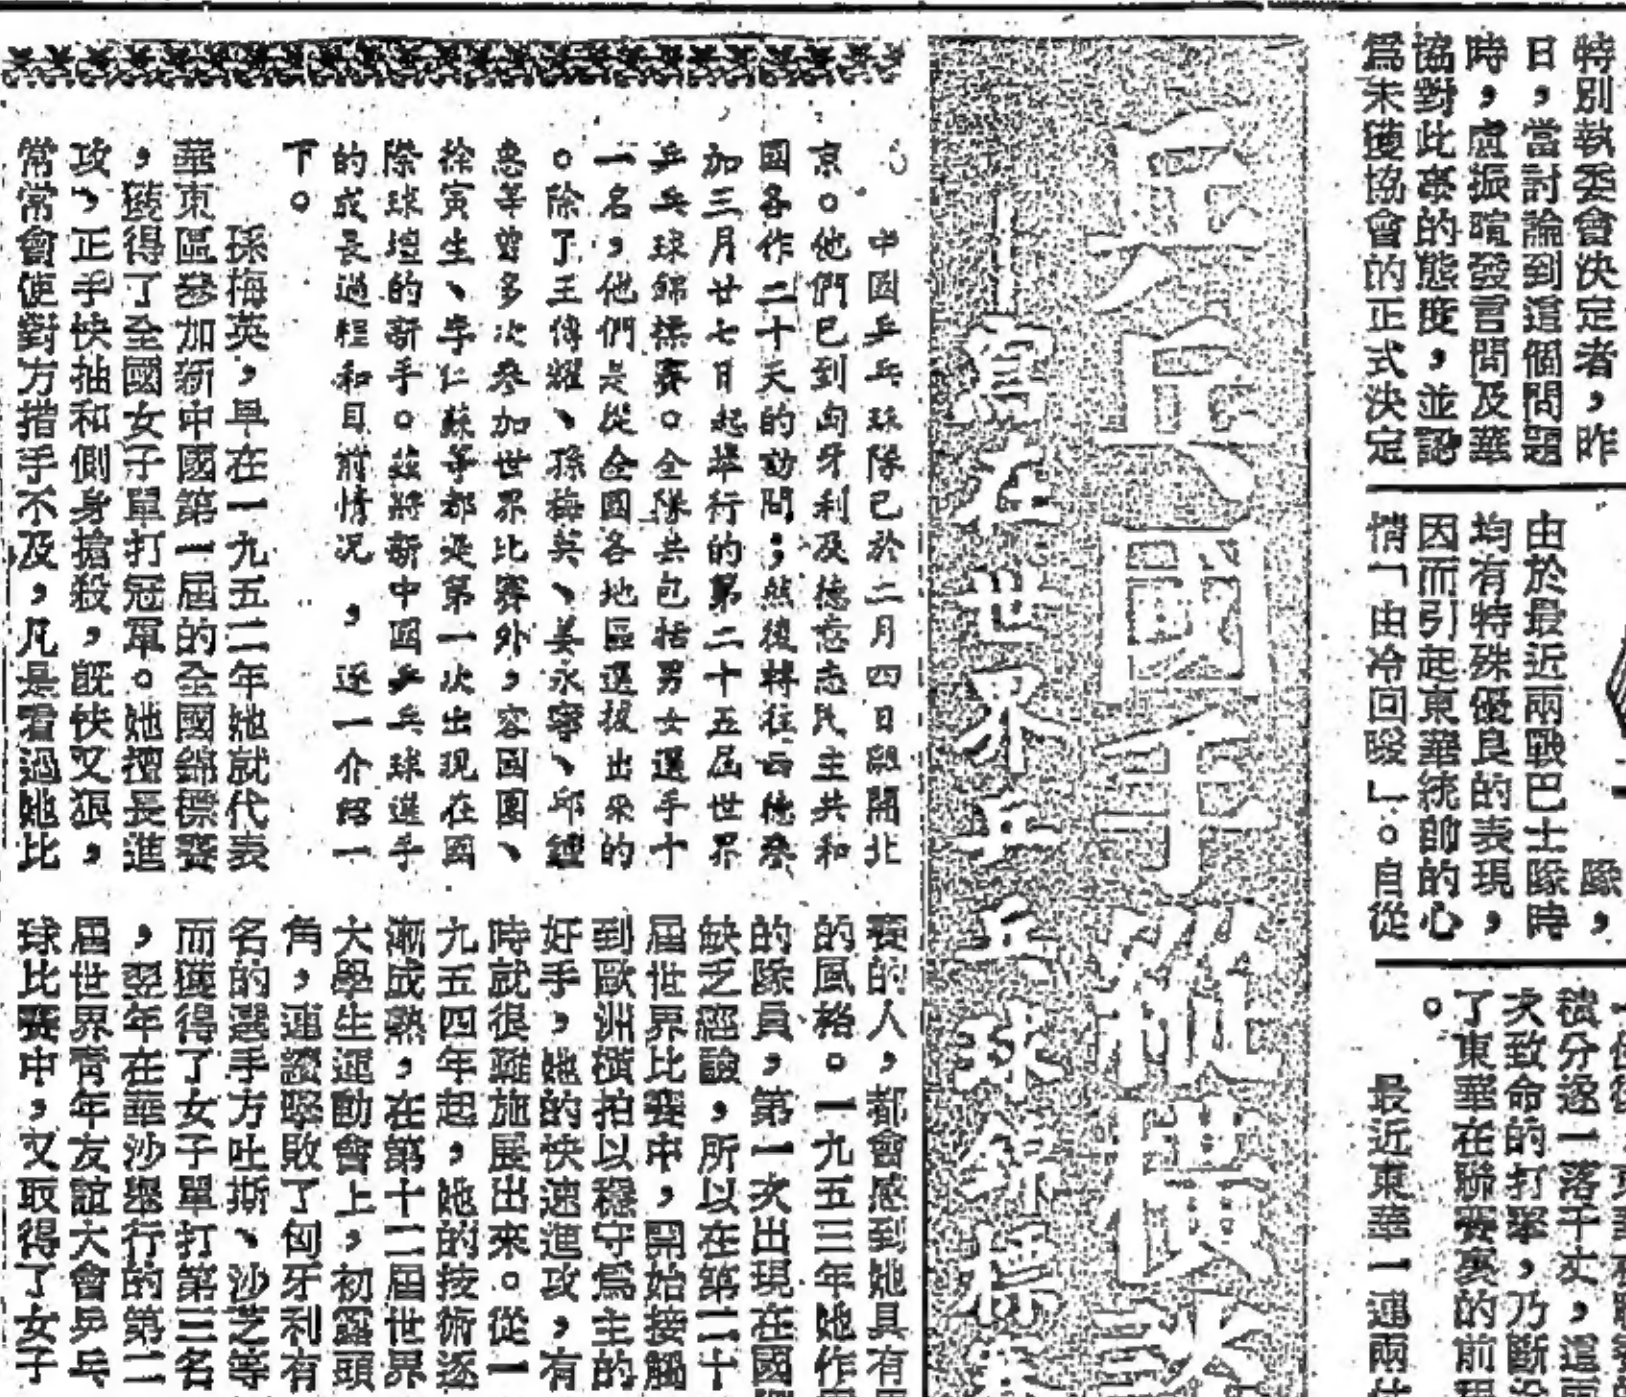 特別執委會決定者，昨
日，當討論到這個問題
時，盧振暄發言問及華
協對此事的態度，並認
為未獲協會的正式決定
隊，
由於最近兩戰巴士隊時
均有特殊優良的表現，
因而引起東華統帥的心
情「由冷回暖」。自從
積分逐一落千丈，這
次致命的打擊，乃斷
了東華在聯賽裏的前
。
最近東華一連兩
乒乓國手縱橫談
——寫在世界乒乓球錦標
中國乒乓球隊已於二月四日離開北
京。他們已到匈牙利及德意志民主共和
國各作二十天的訪問；然後轉往西德參
加三月廿七日起舉行的第二十五屆世界
乒乓球錦標賽。全隊共包括男女選手十
一名，他們是從全國各地區選拔出來的
。除了王傳耀、孫梅英、姜永寧、邱鐘
惠等曾多次參加世界比賽外，容國團、
徐寅生、李仁蘇等都是第一次出現在國
際球壇的新手。茲將新中國乒乓球選手
的成長過程和目前情況，逐一介紹一
下。
孫梅英，早在一九五二年她就代表
華東區參加新中國第一屆的全國錦標賽
，獲得了全國女子單打冠軍。她擅長進
攻，正手快抽和側身搶殺，既快又狠，
常常會使對方措手不及，凡是看過她比
賽的人，都會感到她具有
的風格。一九五三年她作
的隊員，第一次出現在國
缺乏經驗，所以在第二十
屆世界比賽中，開始接觸
到歐洲橫拍以穩守為主的
好手，她的快速進攻，有
時就很難施展出來。從一
九五四年起，她的技術逐
漸成熟，在第十二屆世界
大學生運動會上，初露頭
角，連續擊敗了匈牙利有
名的選手方吐斯、沙芝等
而獲得了女子單打第三名
，翌年在華沙舉行的第二
屆世界青年友誼大會乒乓
球比賽中，又取得了女子